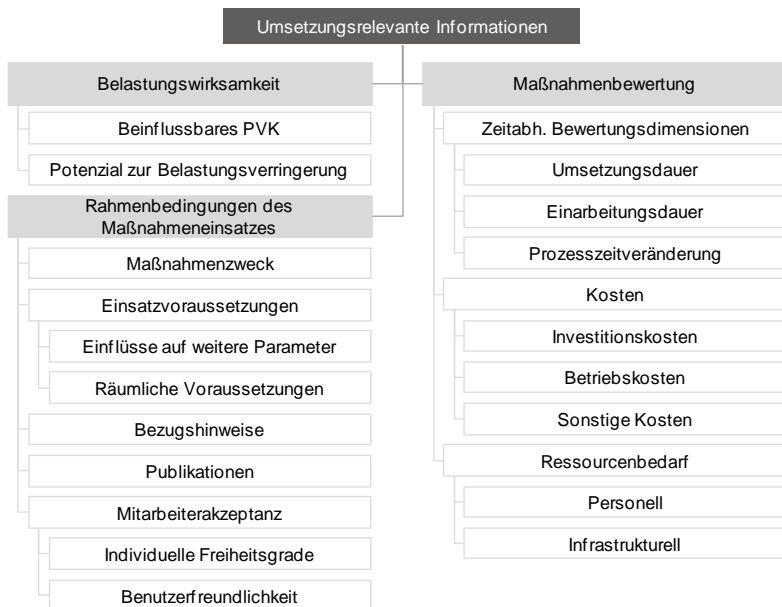 Umsetzungsrelevante Informationen
Belastungswirksamkeit
Beinflussbares PVK
Potenzial zur Belastungsverringerung
Rahmenbedingungen des
Maßnahmeneinsatzes
Maßnahmenzweck
Einsatzvoraussetzungen
Einflüsse auf weitere Parameter
Räumliche Voraussetzungen
Bezugshinweise
Publikationen
Mitarbeiterakzeptanz
Individuelle Freiheitsgrade
Benutzerfreundlichkeit
Maßnahmenbewertung
Zeitabh. Bewertungsdimensionen
Umsetzungsdauer
Einarbeitungsdauer
Prozesszeitveränderung
Kosten
Investitionskosten
Betriebskosten
Sonstige Kosten
Ressourcenbedarf
Personell
Infrastrukturell